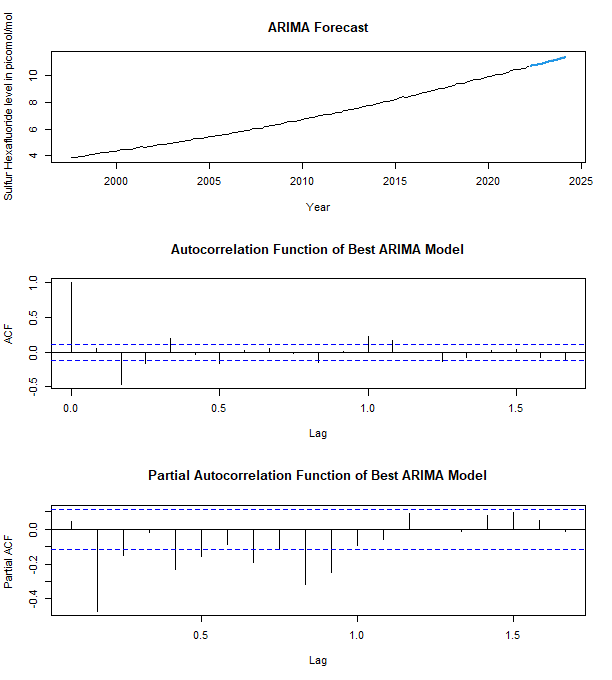 ARIMA Forecast
Sulfur Hexafluoride level in picomol/mol
10
8
6
4
2000 2005 2010 2015 2020 2025
Year
Autocorrelation Function of Best ARIMA Model
ACF
1.0
0.5
0.0
-0.5
0.0 0.5 1.0 1.5
Lag
Partial Autocorrelation Function of Best ARIMA Model
Partial ACF
0.0
-0.2
-0.4
0.5 1.0 1.5
Lag